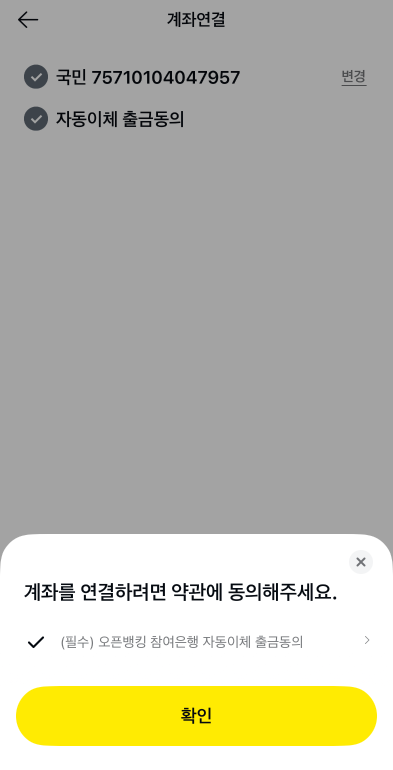 계좌연결
국민 75710104047957
변경
자동이체 출금동의
계좌를 연결하려면 약관에 동의해주세요.
(필수) 오픈뱅킹 참여은행 자동이체 출금동의
확인